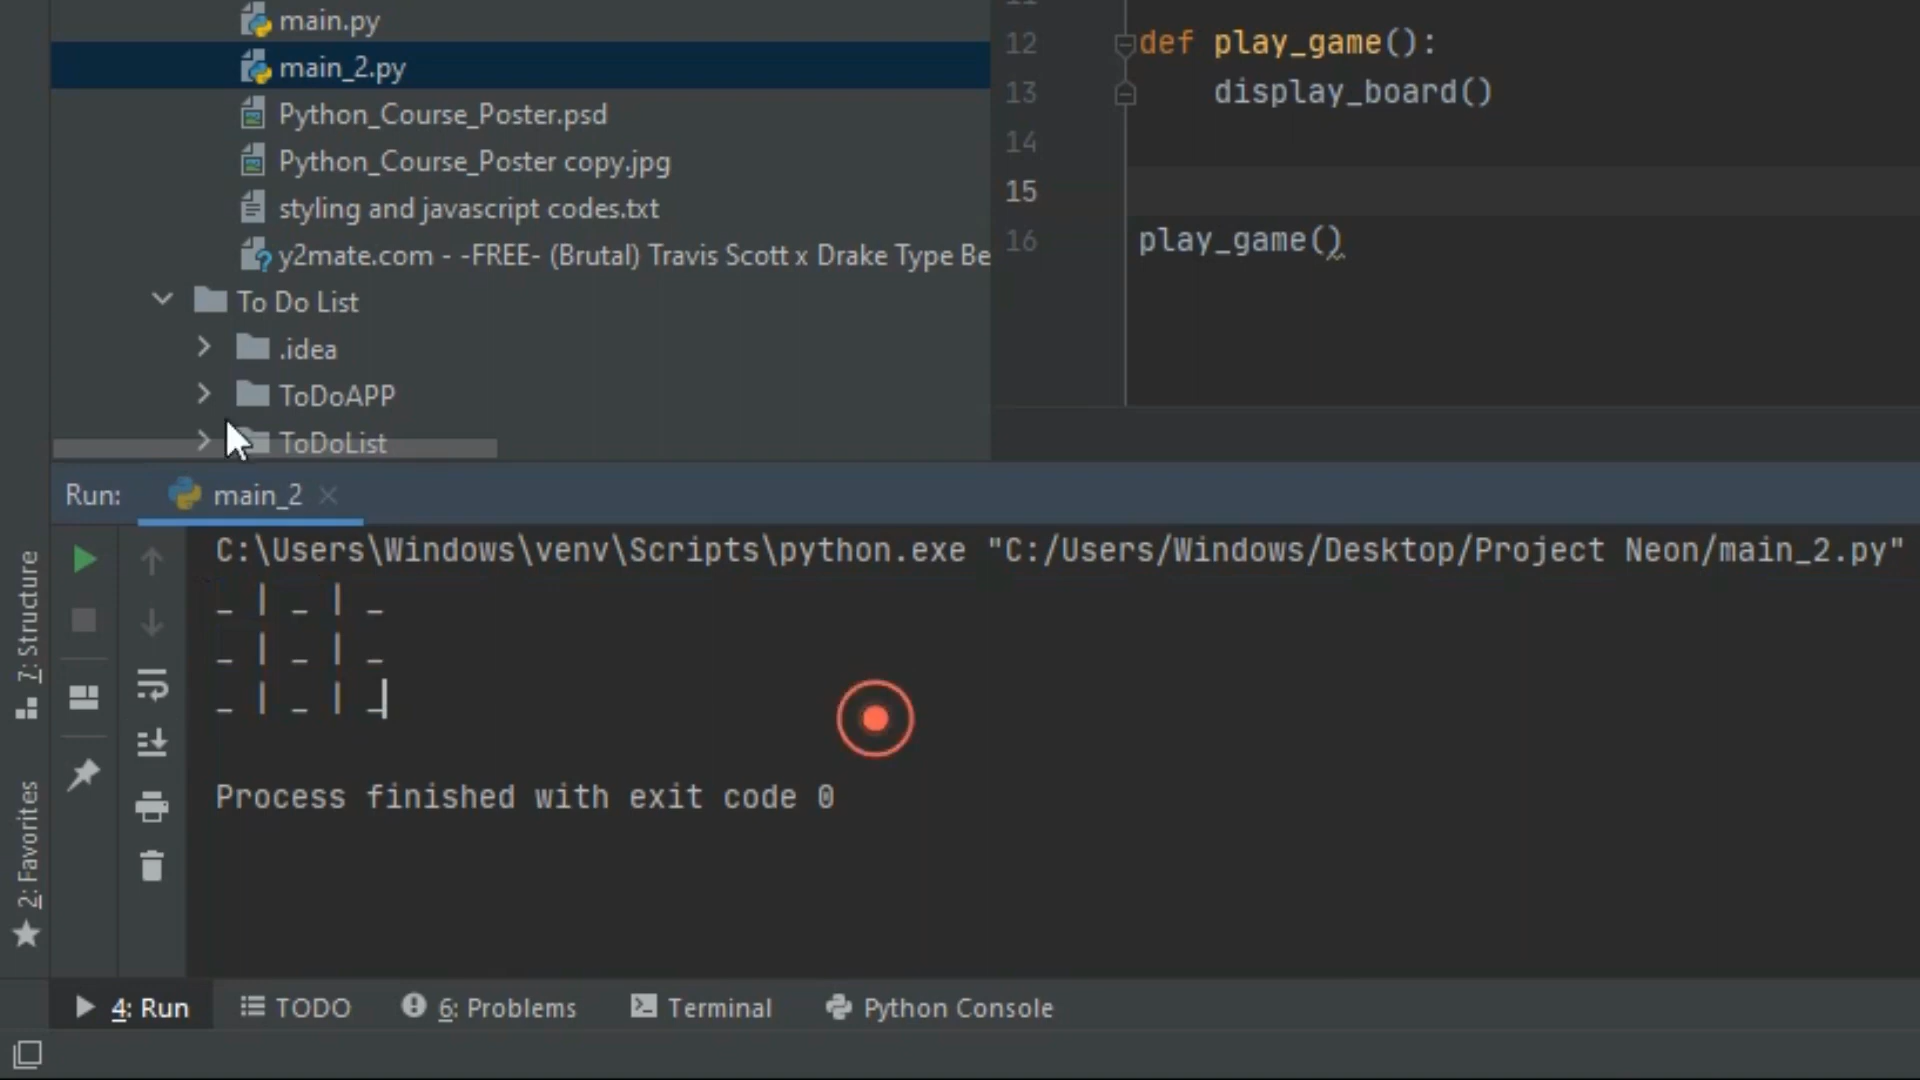 main.py
main_2.py
Python_Course_Poster.psd
Python_Course_Poster copy.jpg
styling and javascript codes.txt
y2mate.com - -FREE- (Brutal) Travis Scott x Drake Type Be
To Do List
.idea
ToDoAPP
ToDoList
11
12 def play_game():
13 display_board()
14
15
16 play_game()
Run: main_2
C:\Users\Windows\venv\Scripts\python.exe "C:/Users/Windows/Desktop/Project Neon/main_2.py"
_ | _ | _
_ | _ | _
_ | _ | _
Process finished with exit code 0
7: Structure
2: Favorites
4: Run TODO 6: Problems Terminal Python Console